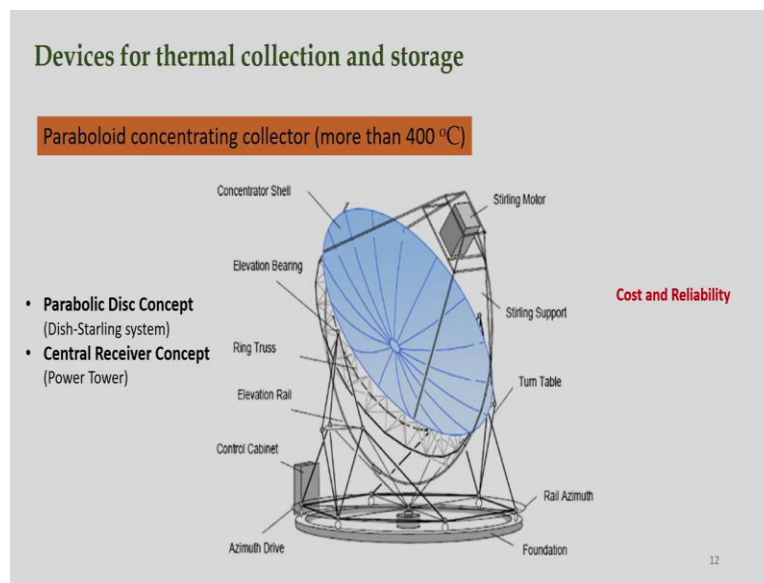 Devices for thermal collection and storage
Paraboloid concentrating collector (more than 400 ⁰C)
Concentrator Shell
Stirling Motor
Elevation Bearing
• Parabolic Disc Concept
(Dish-Starling system)
• Central Receiver Concept
(Power Tower)
Cost and Reliability
Stirling Support
Ring Truss
Turn Table
Elevation Rail
Control Cabinet
Rail Azimuth
Azimuth Drive
Foundation
12